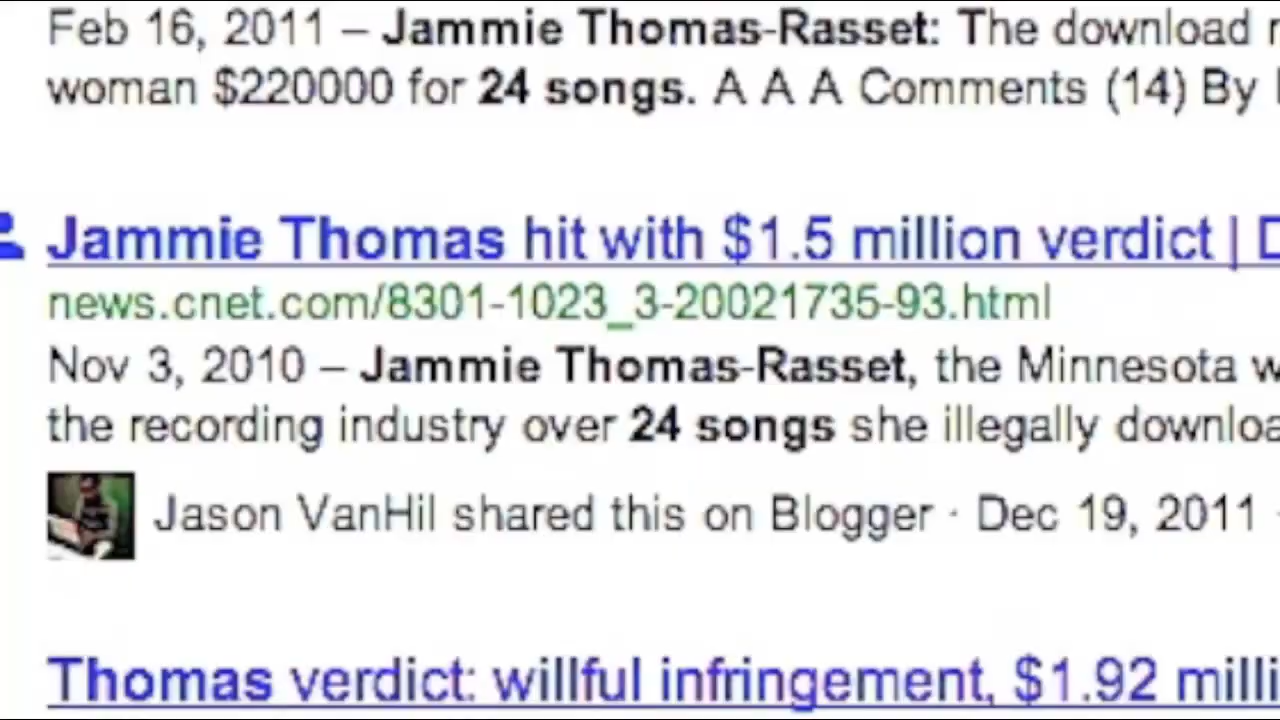 Feb 16, 2011 – Jammie Thomas-Rasset: The download
woman $220000 for 24 songs. A A A Comments (14) By
Jammie Thomas hit with $1.5 million verdict |
news.cnet.com/8301-1023_3-20021735-93.html
Nov 3, 2010 – Jammie Thomas-Rasset, the Minnesota
the recording industry over 24 songs she illegally downloa
Jason VanHil shared this on Blogger · Dec 19, 2011
Thomas verdict: willful infringement, $1.92 milli